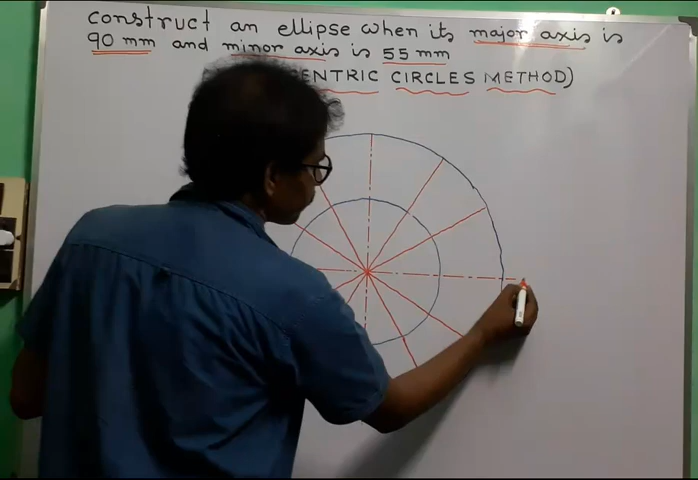 construct an ellipse when its major axis is
90 mm and minor axis is 55 mm
ENTRIC CIRCLES METHOD)